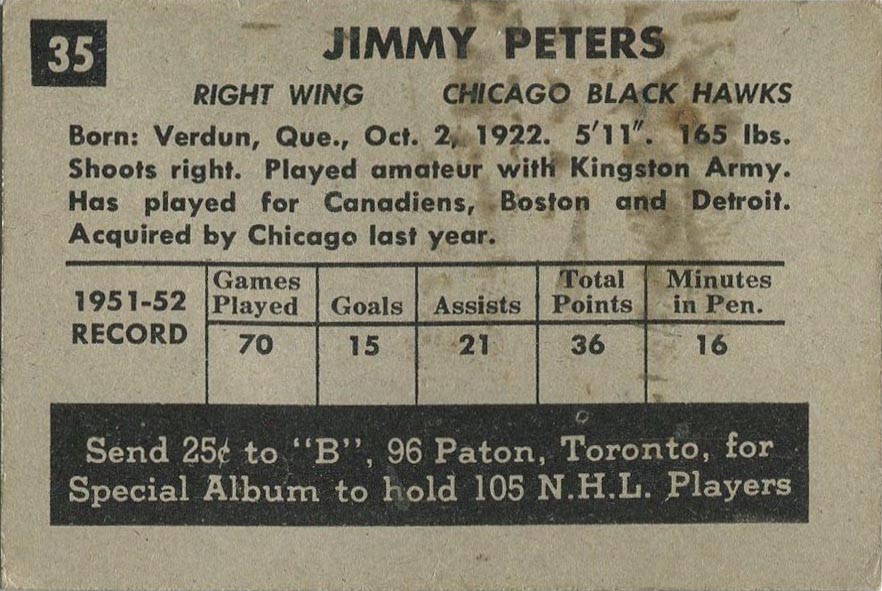 35
JIMMY PETERS
RIGHT WING CHICAGO BLACK HAWKS
Born: Verdun, Que., Oct. 2, 1922. 5'11". 165 lbs.
Shoots right. Played amateur with Kingston Army.
Has played for Canadiens, Boston and Detroit.
Acquired by Chicago last year.
1951-52 RECORD
Games Played Goals Assists Total Points Minutes in Pen.
70 15 21 36 16
Send 25¢ to "B", 96 Paton, Toronto, for
Special Album to hold 105 N.H.L. Players